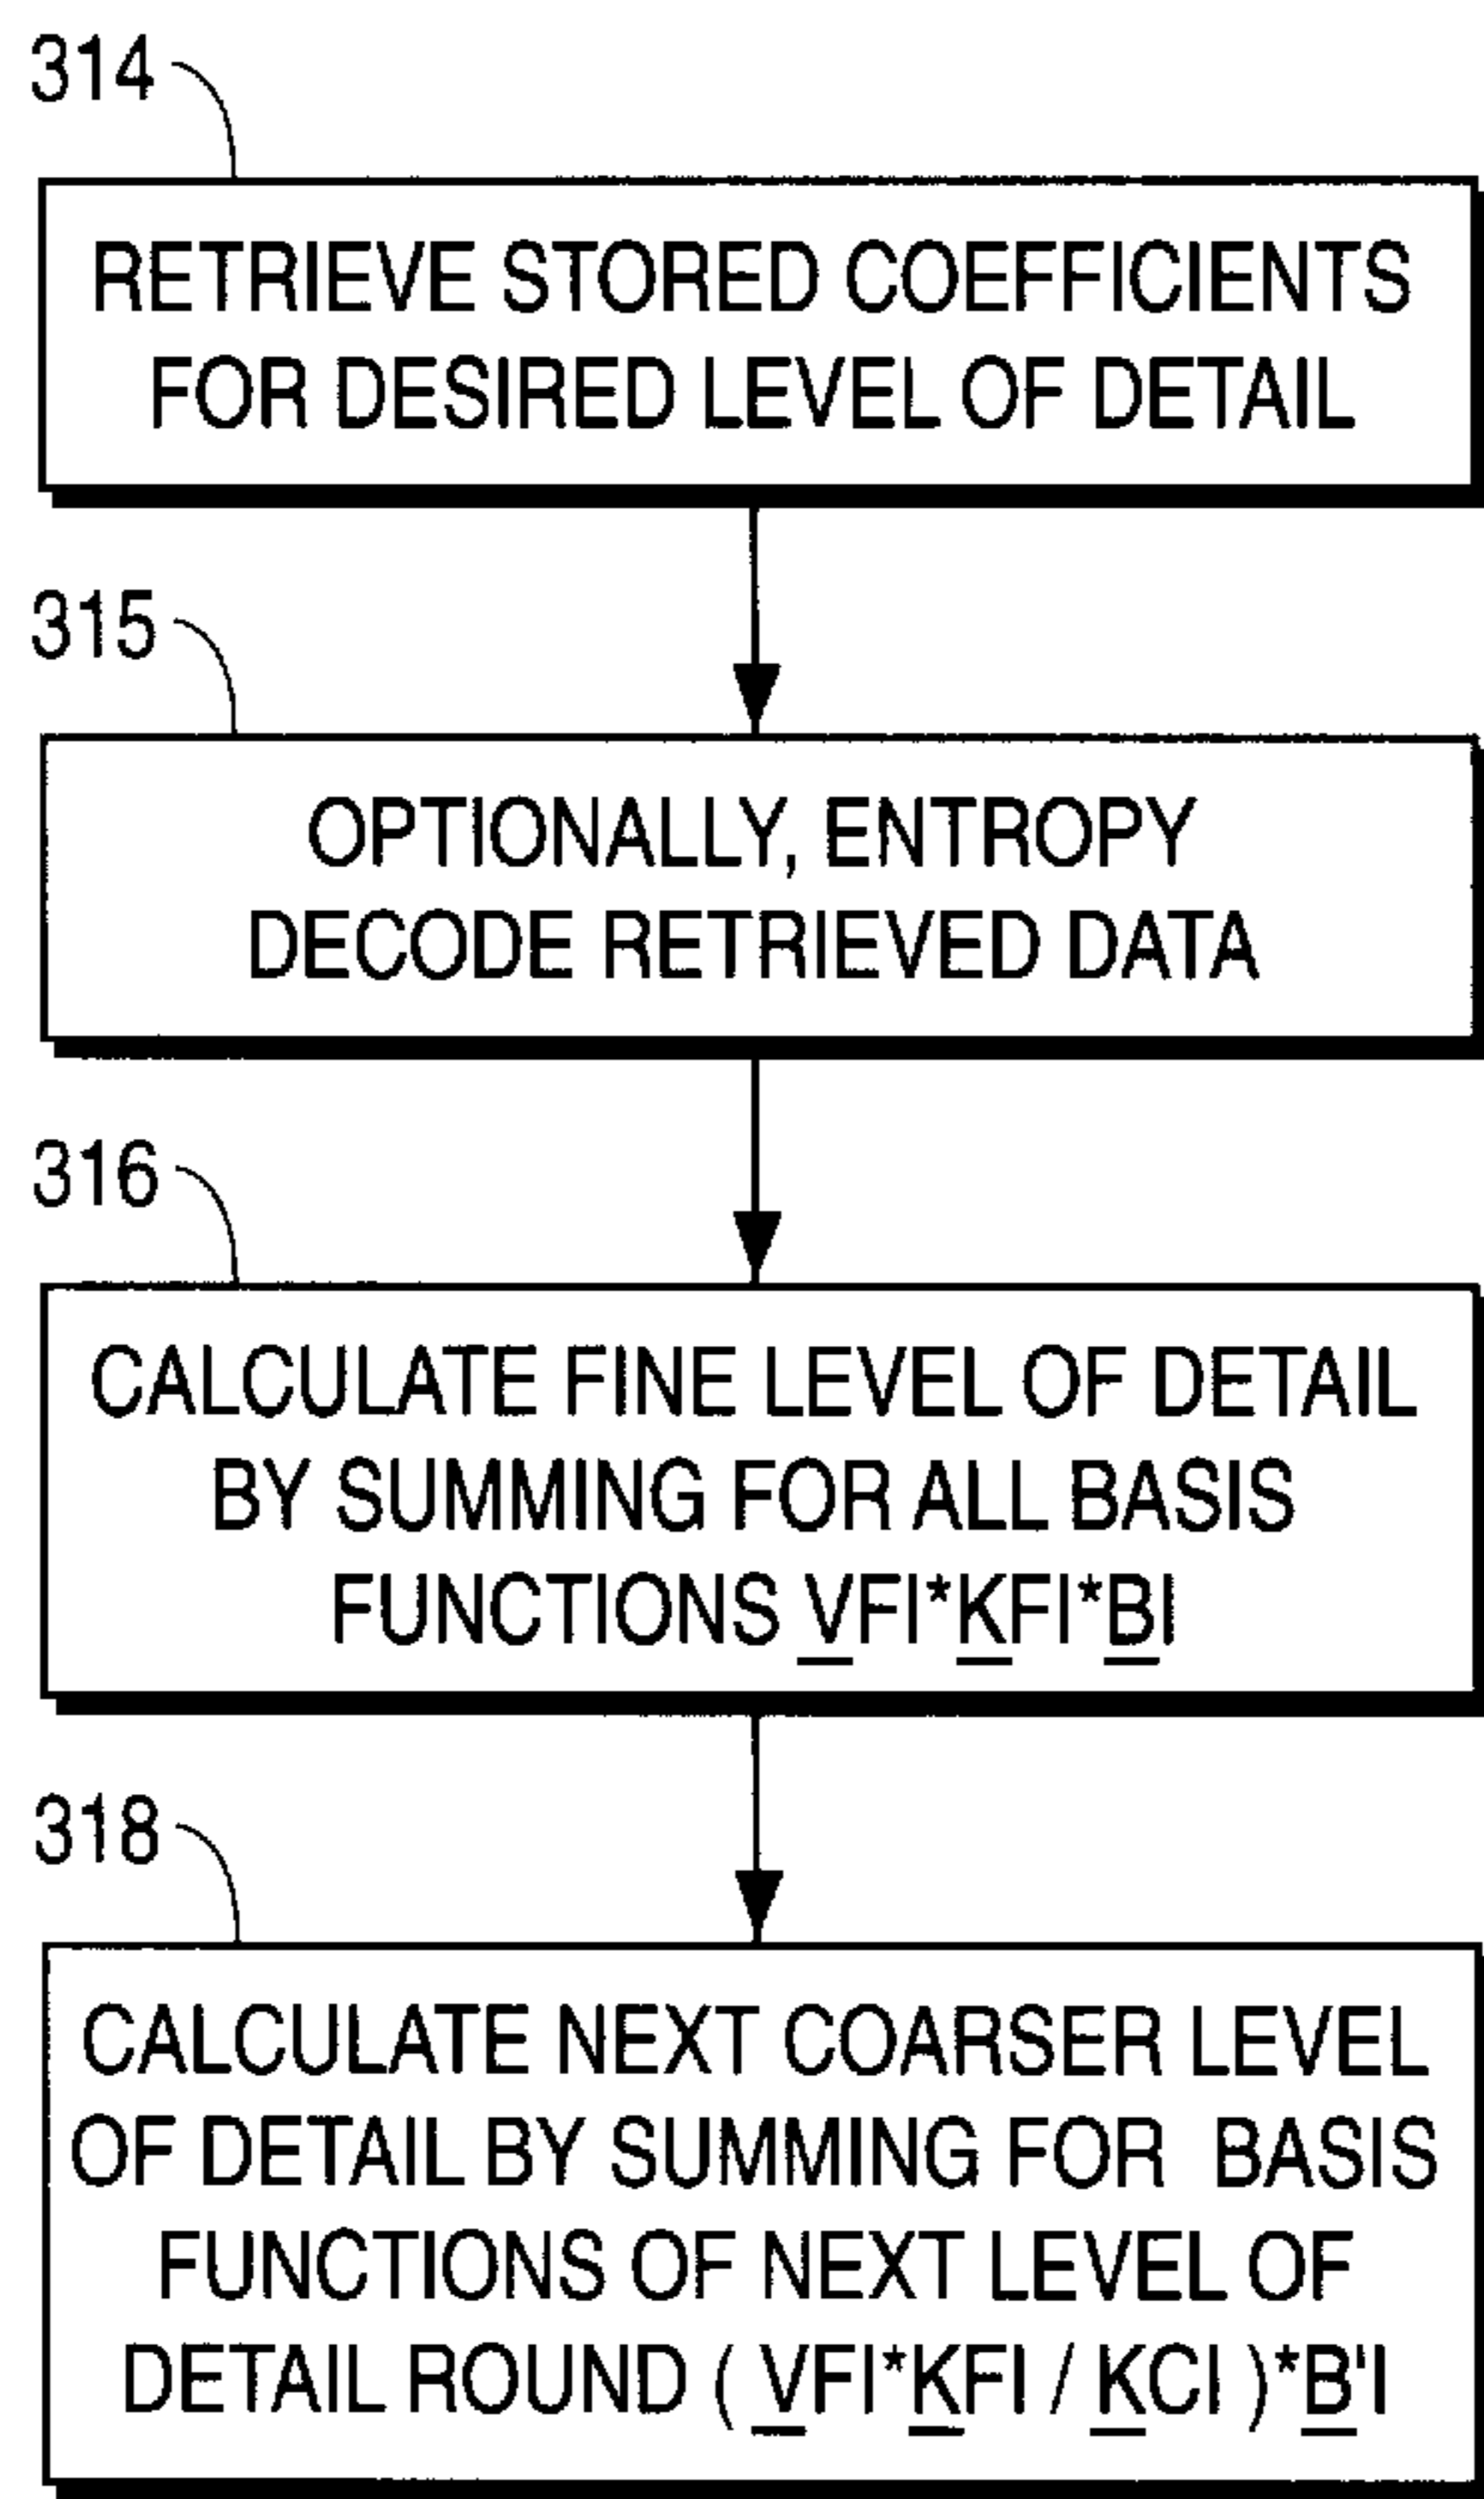 314
RETRIEVE STORED COEFFICIENTS
FOR DESIRED LEVEL OF DETAIL
315
OPTIONALLY, ENTROPY
DECODE RETRIEVED DATA
316
CALCULATE FINE LEVEL OF DETAIL
BY SUMMING FOR ALL BASIS
FUNCTIONS VFI*KFI*BI
318
CALCULATE NEXT COARSER LEVEL
OF DETAIL BY SUMMING FOR BASIS
FUNCTIONS OF NEXT LEVEL OF
DETAIL ROUND ( VFI*KFI / KCI )*B'I